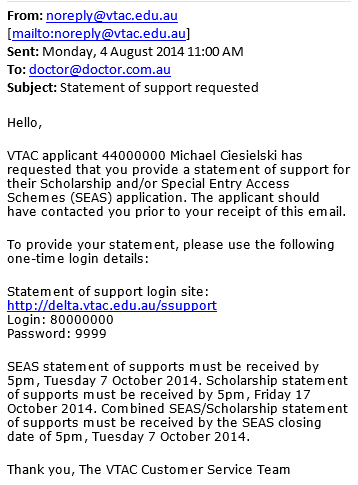 From: noreply@vtac.edu.au
[mailto:noreply@vtac.edu.au]
Sent: Monday, 4 August 2014 11:00 AM
To: doctor@doctor.com.au
Subject: Statement of support requested
Hello,
VTAC applicant 44000000 Michael Ciesielski has
requested that you provide a statement of support for
their Scholarship and/or Special Entry Access
Schemes (SEAS) application. The applicant should
have contacted you prior to your receipt of this email.
To provide your statement, please use the following
one-time login details:
Statement of support login site:
http://delta.vtac.edu.au/ssupport
Login: 80000000
Password: 9999
SEAS statement of supports must be received by
5pm, Tuesday 7 October 2014. Scholarship statement
of supports must be received by 5pm, Friday 17
October 2014. Combined SEAS/Scholarship statement
of supports must be received by the SEAS closing
date of 5pm, Tuesday 7 October 2014.
Thank you, The VTAC Customer Service Team